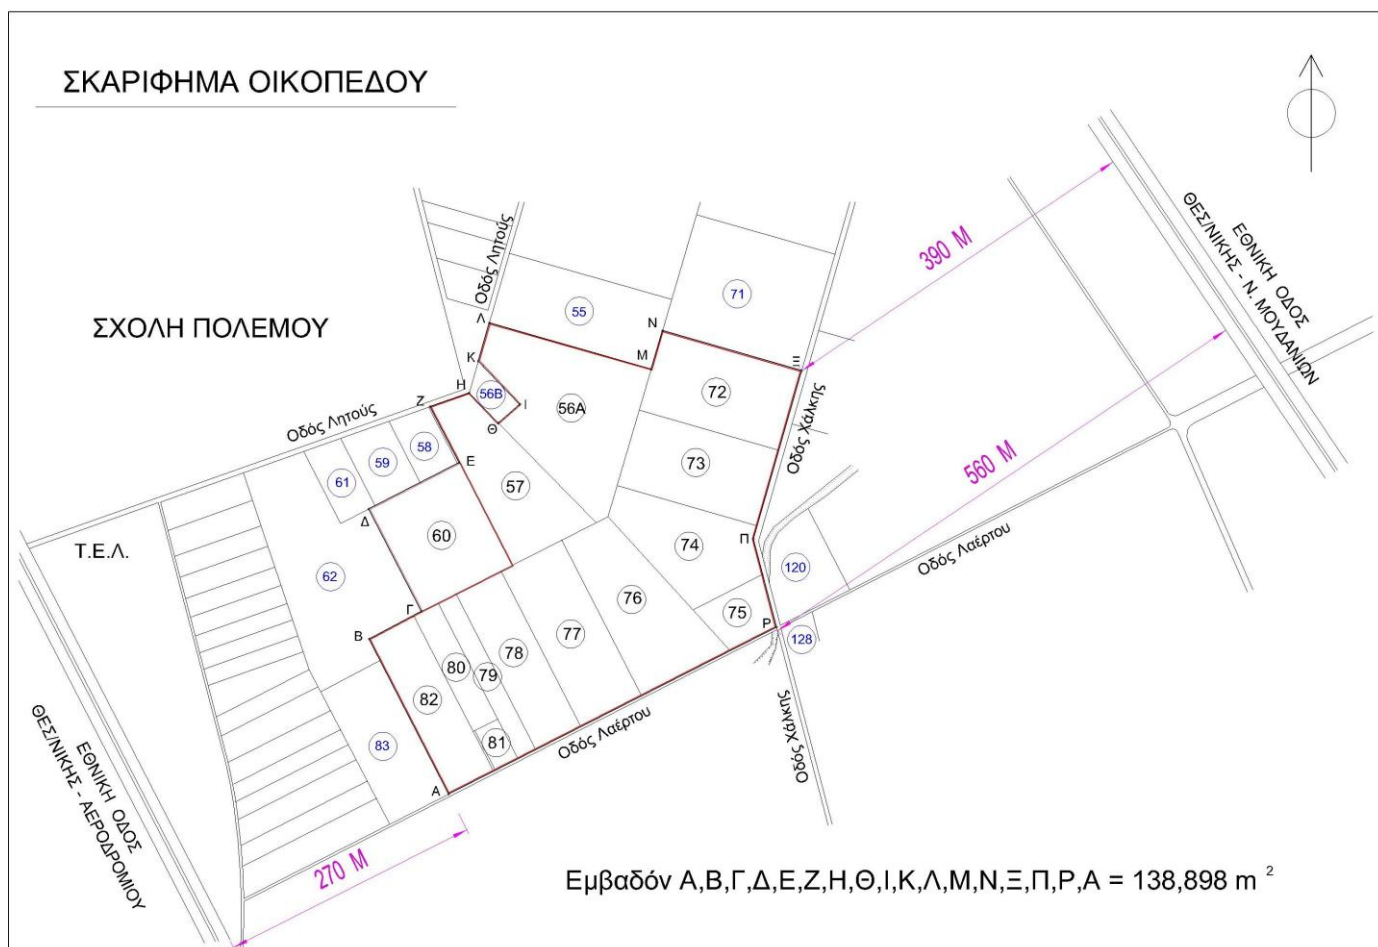 ΣΚΑΡΙΦΗΜΑ ΟΙΚΟΠΕΔΟΥ
ΕΘΝΙΚΗ ΟΔΟΣ
ΘΕΣ/ΝΙΚΗΣ - Ν. ΜΟΥΔΑΝΙΩΝ
390 M
560 M
Οδός Λητούς
ΣΧΟΛΗ ΠΟΛΕΜΟΥ
71
55
Λ
Ν
Κ
Μ
Ξ
Η
56Β
72
Ζ
Ι
56Α
Θ
Οδός Λητούς
Οδός Χάλκης
58
59
Ε
73
61
57
Δ
60
74
Π
Τ.Ε.Λ.
62
120
Οδός Λαέρτου
76
Γ
75
Ρ
Β
77
128
78
80
79
82
Οδός Χάλκης
83
81
Οδός Λαέρτου
Α
ΕΘΝΙΚΗ ΟΔΟΣ
ΘΕΣ/ΝΙΚΗΣ - ΑΕΡΟΔΡΟΜΙΟΥ
270 M
Εμβαδόν Α,Β,Γ,Δ,Ε,Ζ,Η,Θ,Ι,Κ,Λ,Μ,Ν,Ξ,Π,Ρ,Α = 138,898 m ²